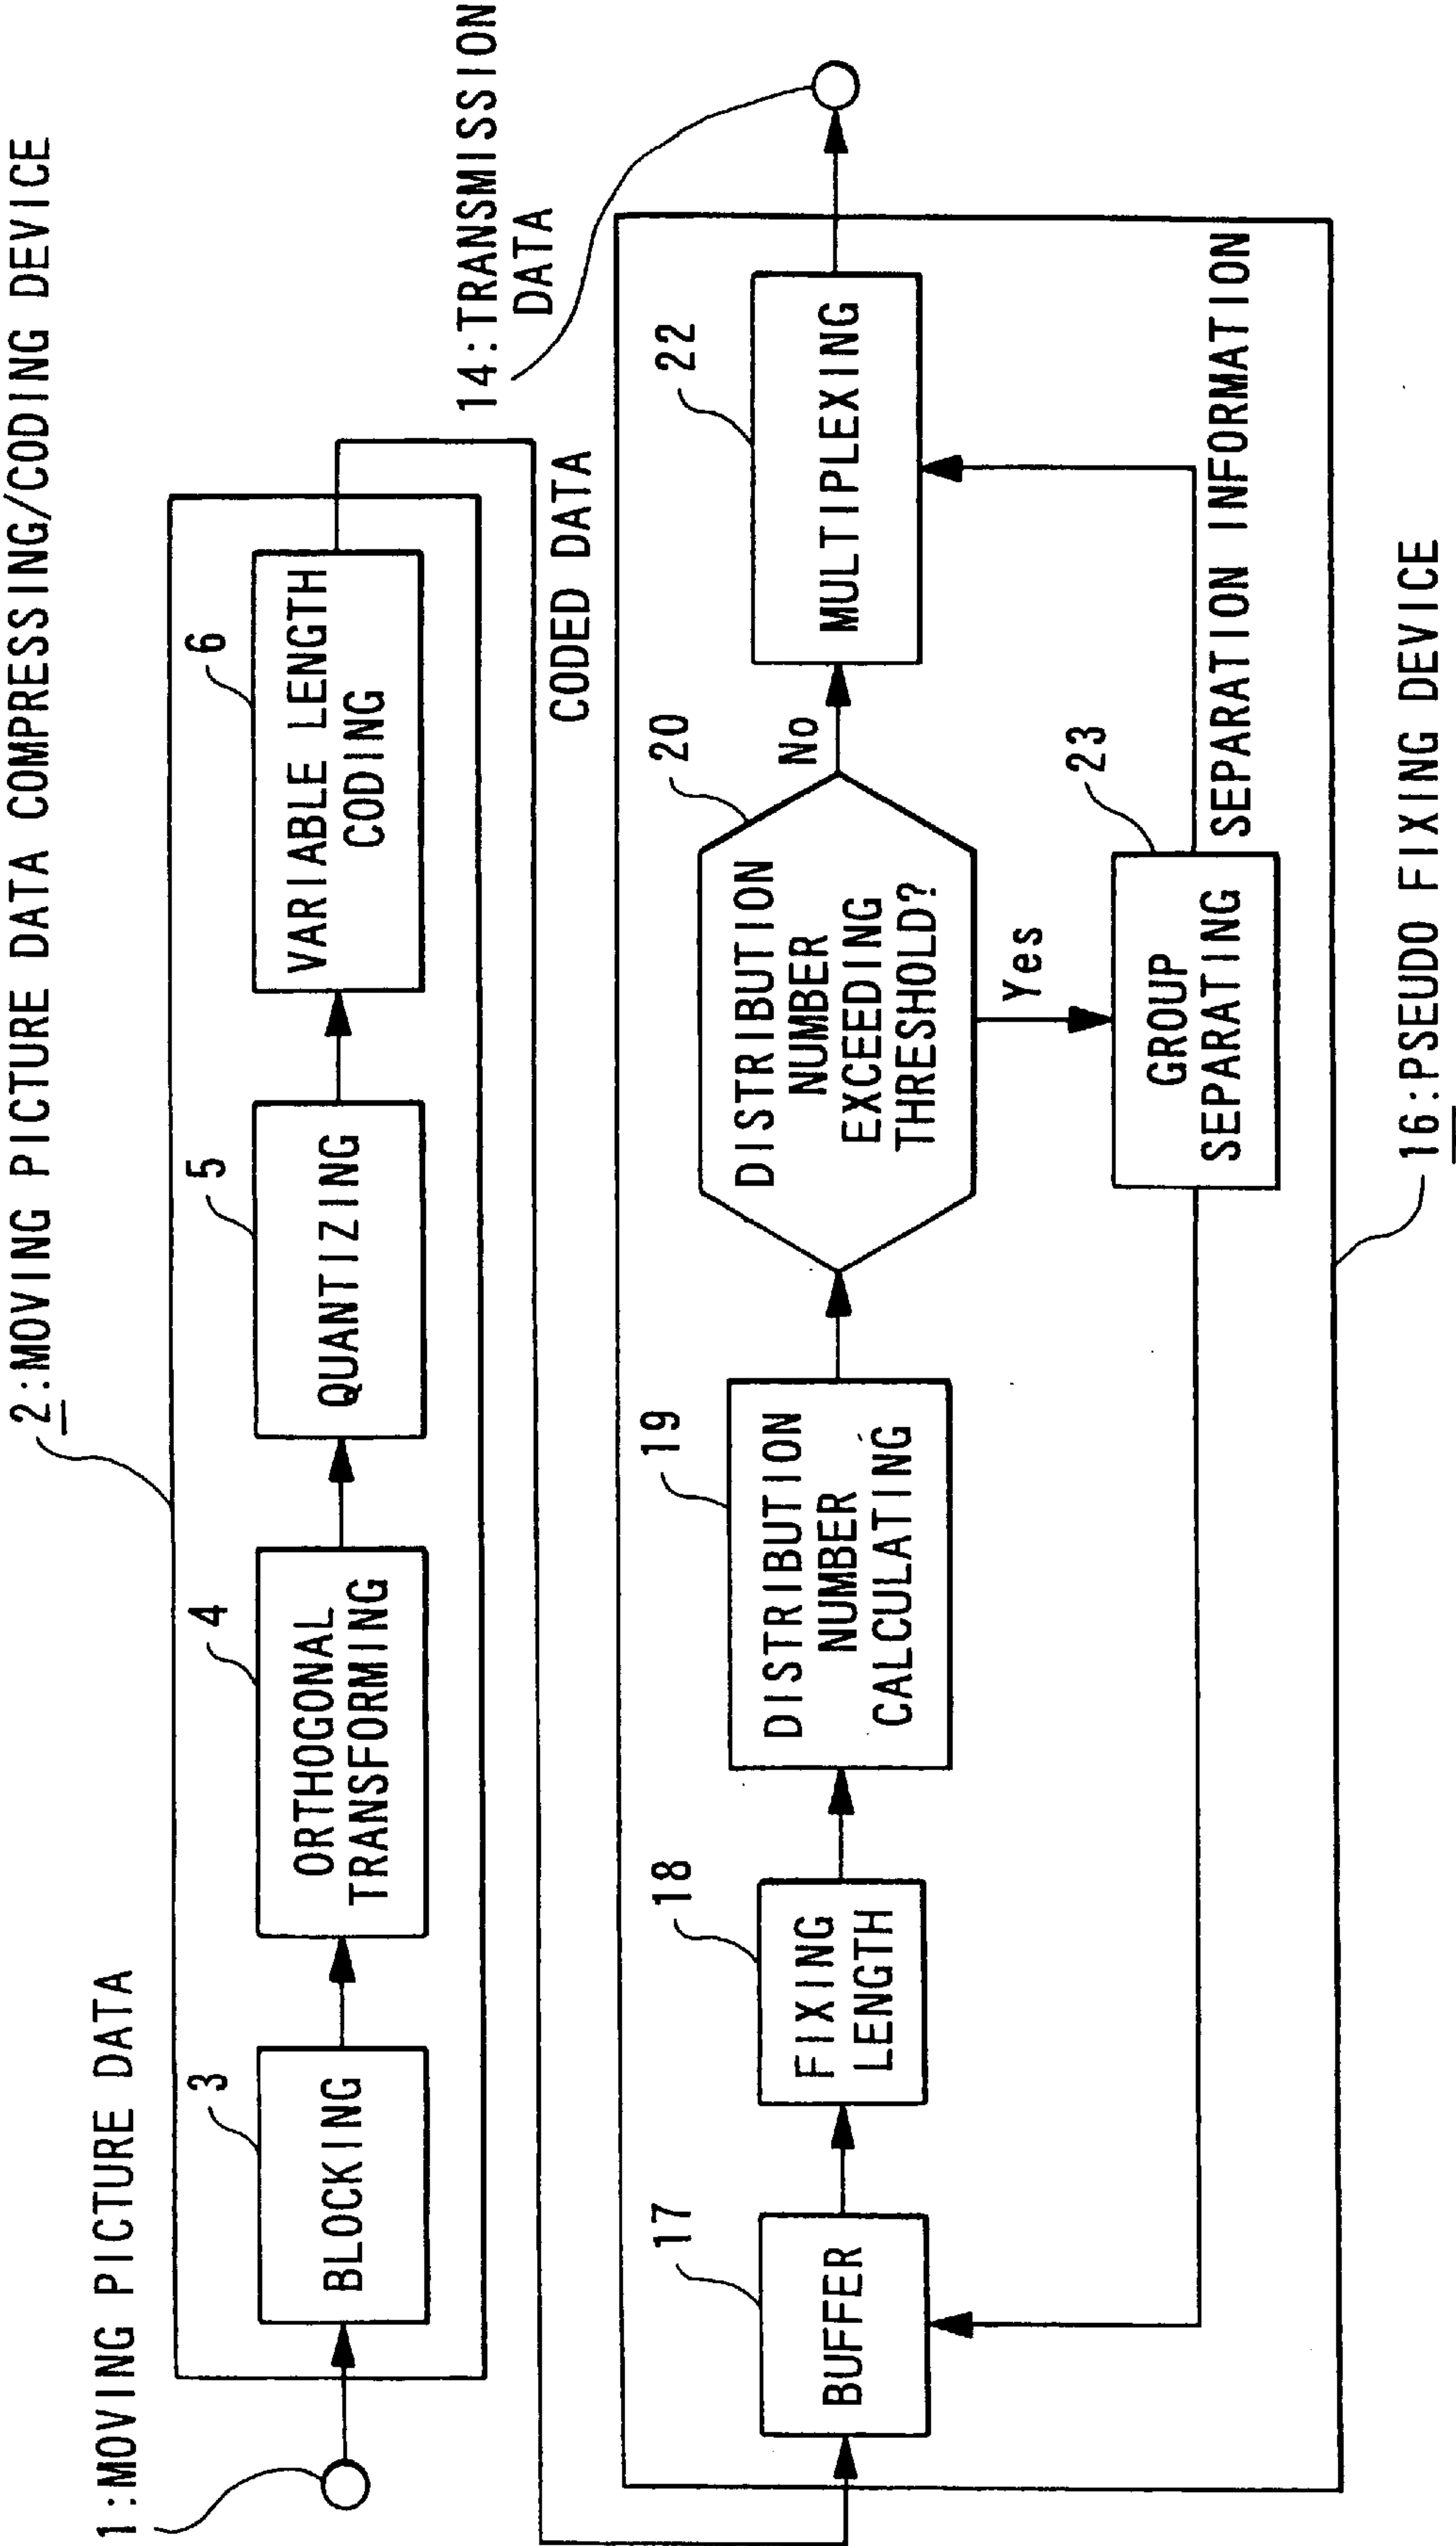 2:MOVING PICTURE DATA COMPRESSING/CODING DEVICE
1:MOVING PICTURE DATA
3
BLOCKING
4
ORTHOGONAL
TRANSFORMING
5
QUANTIZING
6
VARIABLE LENGTH
CODING
14:TRANSMISSION
DATA
CODED DATA
17
BUFFER
18
FIXING
LENGTH
19
DISTRIBUTION
NUMBER
CALCULATING
20
DISTRIBUTION
NUMBER
EXCEEDING
THRESHOLD?
No
Yes
22
MULTIPLEXING
23
GROUP
SEPARATING
SEPARATION INFORMATION
16:PSEUDO FIXING DEVICE